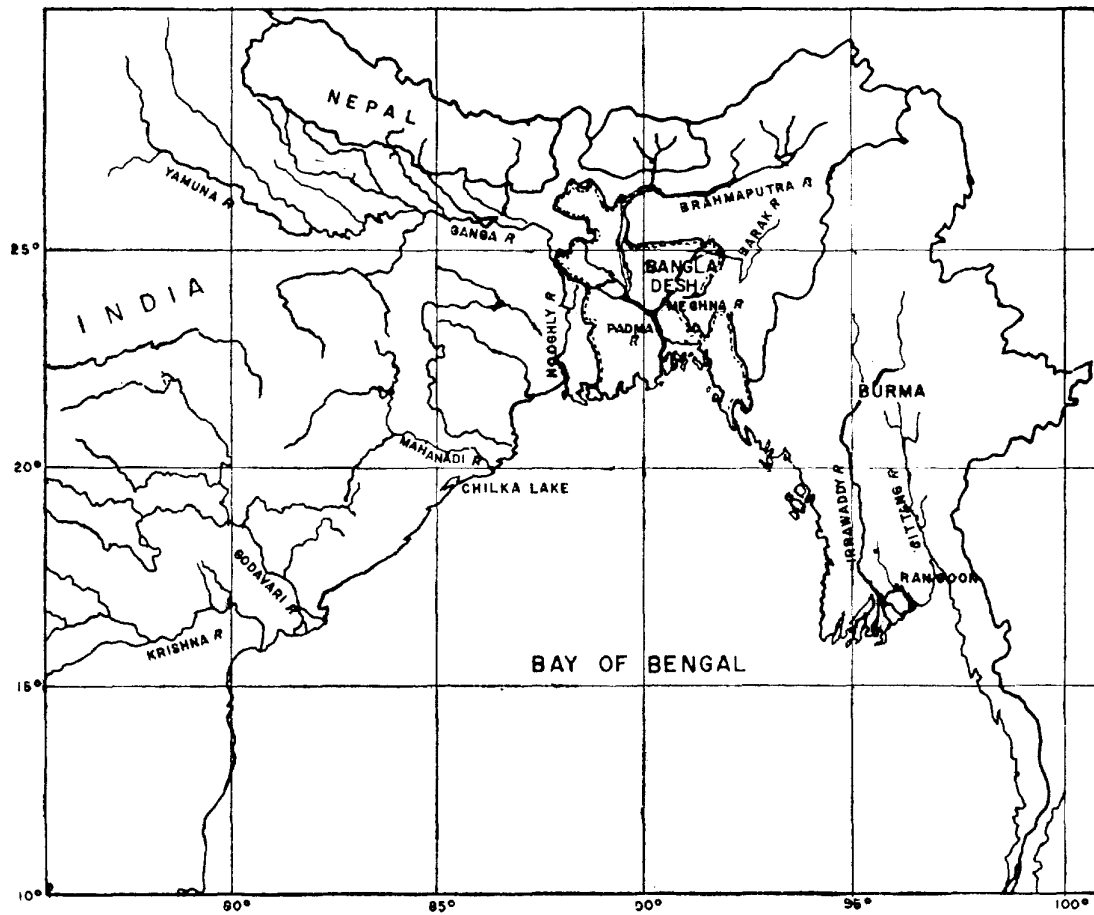 NEPAL
YAMUNA R
GANGA R
BRAHMAPUTRA R
BARAK R
25°
BANGLA
DESH
MEGHNA R
INDIA
HOOGHLY R
PADMA
R
BURMA
MAHANADI R
20°
CHILKA LAKE
IRRAWADDY R
SITTANG R
GODAVARI R
RANGOON
KRISHNA R
BAY OF BENGAL
15°
10°
80°
85°
90°
95°
100°